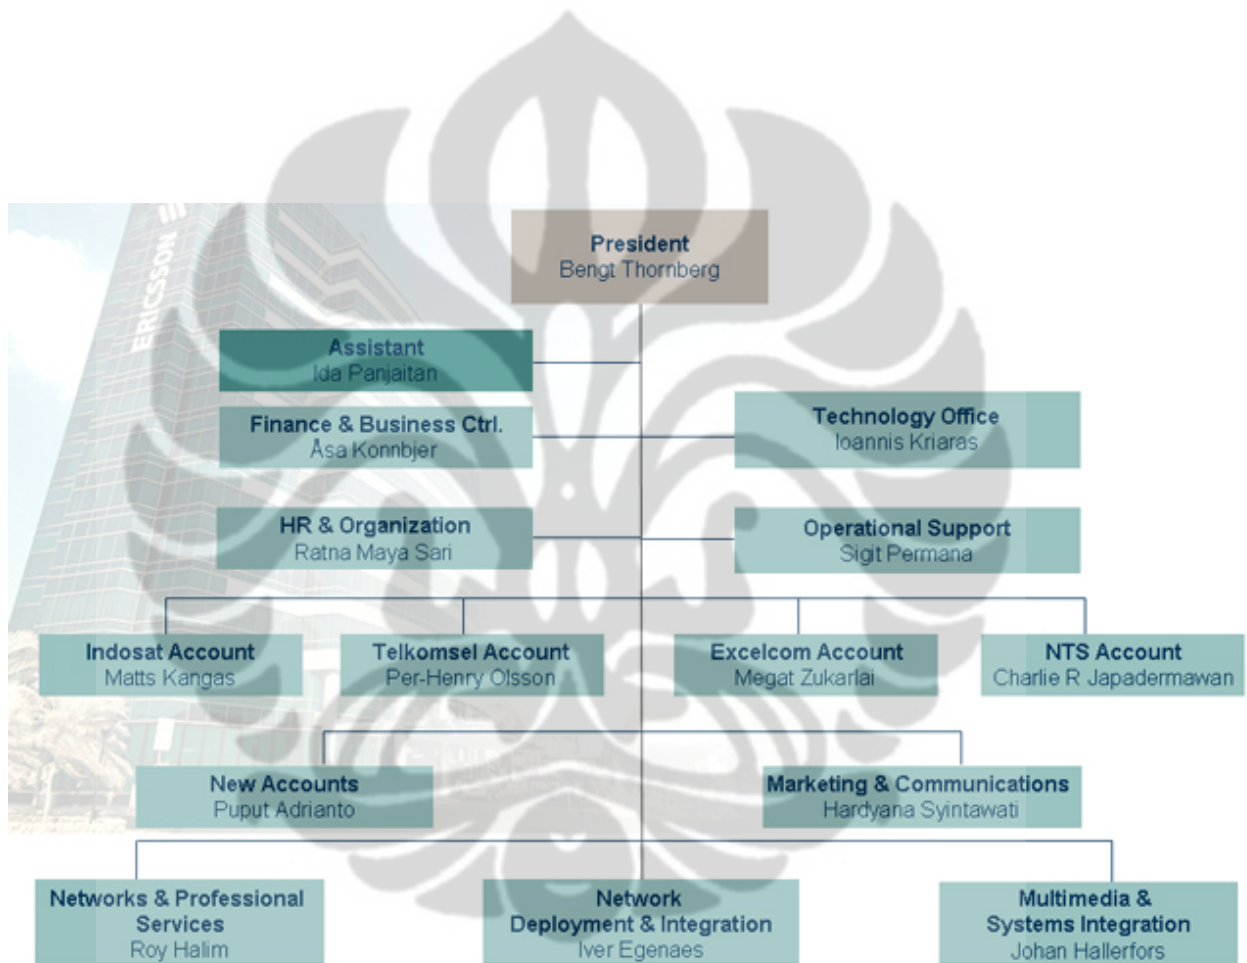 ERICSSON
President
Bengt Thornberg
Assistant
Ida Panjaitan
Finance & Business Ctrl.
Åsa Konnbjer
Technology Office
Ioannis Kriaras
HR & Organization
Ratna Maya Sari
Operational Support
Sigit Permana
Indosat Account
Matts Kangas
Telkomsel Account
Per-Henry Olsson
Excelcom Account
Megat Zukarlai
NTS Account
Charlie R Japadermawan
New Accounts
Puput Adrianto
Marketing & Communications
Hardyana Syintawati
Networks & Professional
Services
Roy Halim
Network
Deployment & Integration
Iver Egenaes
Multimedia &
Systems Integration
Johan Hallerfors